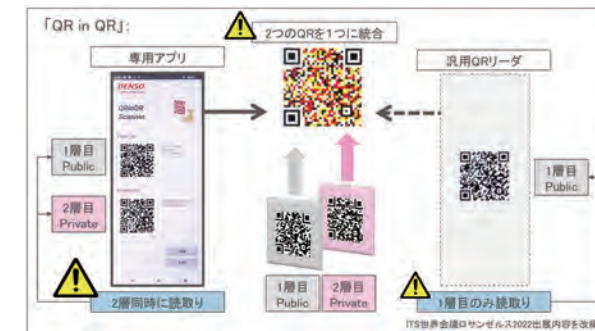 「QR in QR」:
2つのQRを1つに統合
専用アプリ
汎用QRリーダ
DENSO
QRinQR
Scanner
1層目
Public
2層目
Private
1層目
Public
2層同時に読取り
1層目
Public
2層目
Private
1層目のみ読取り
ITS世界会議ロサンゼルス2022出展内容を改